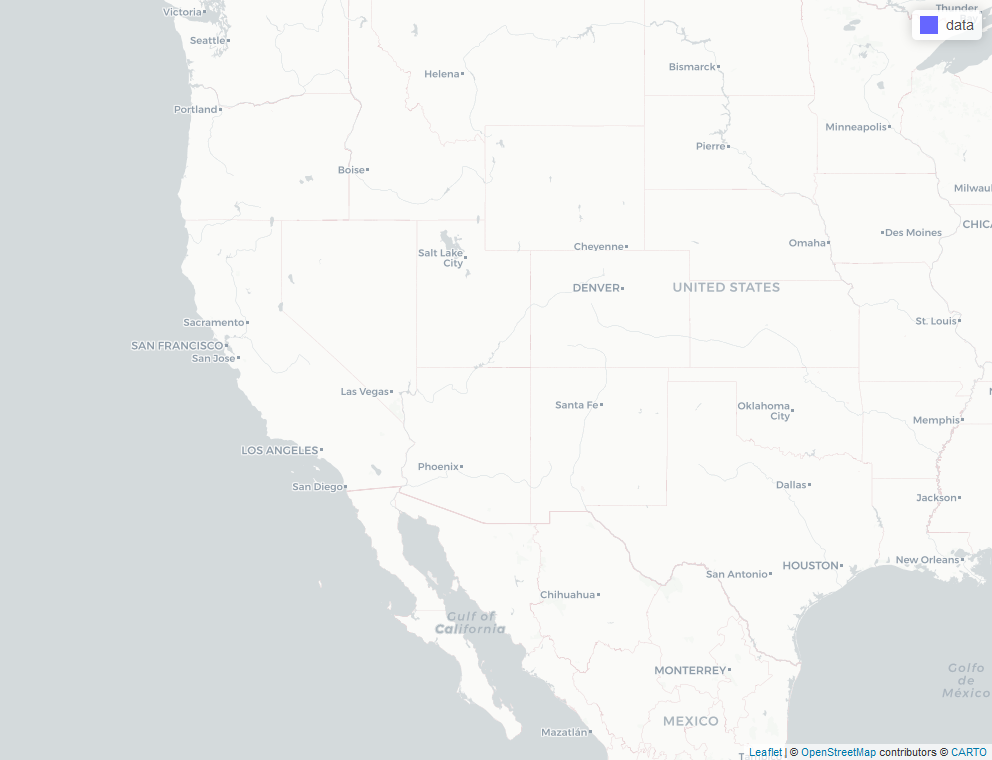 Victoria
Thunder
data
Seattle
Helena
Bismarck
Portland
Minneapolis
Pierre
Boise
Milwau
CHICA
Des Moines
Omaha
Cheyenne
Salt Lake
City
DENVER
UNITED STATES
Sacramento
St. Louis
SAN FRANCISCO
San Jose
Las Vegas
Santa Fe
Oklahoma
City
Memphis
LOS ANGELES
Phoenix
San Diego
Dallas
Jackson
New Orleans
HOUSTON
San Antonio
Chihuahua
Gulf of
California
MONTERREY
Golfo
de
México
MEXICO
Mazatlán
Leaflet | © OpenStreetMap contributors © CARTO